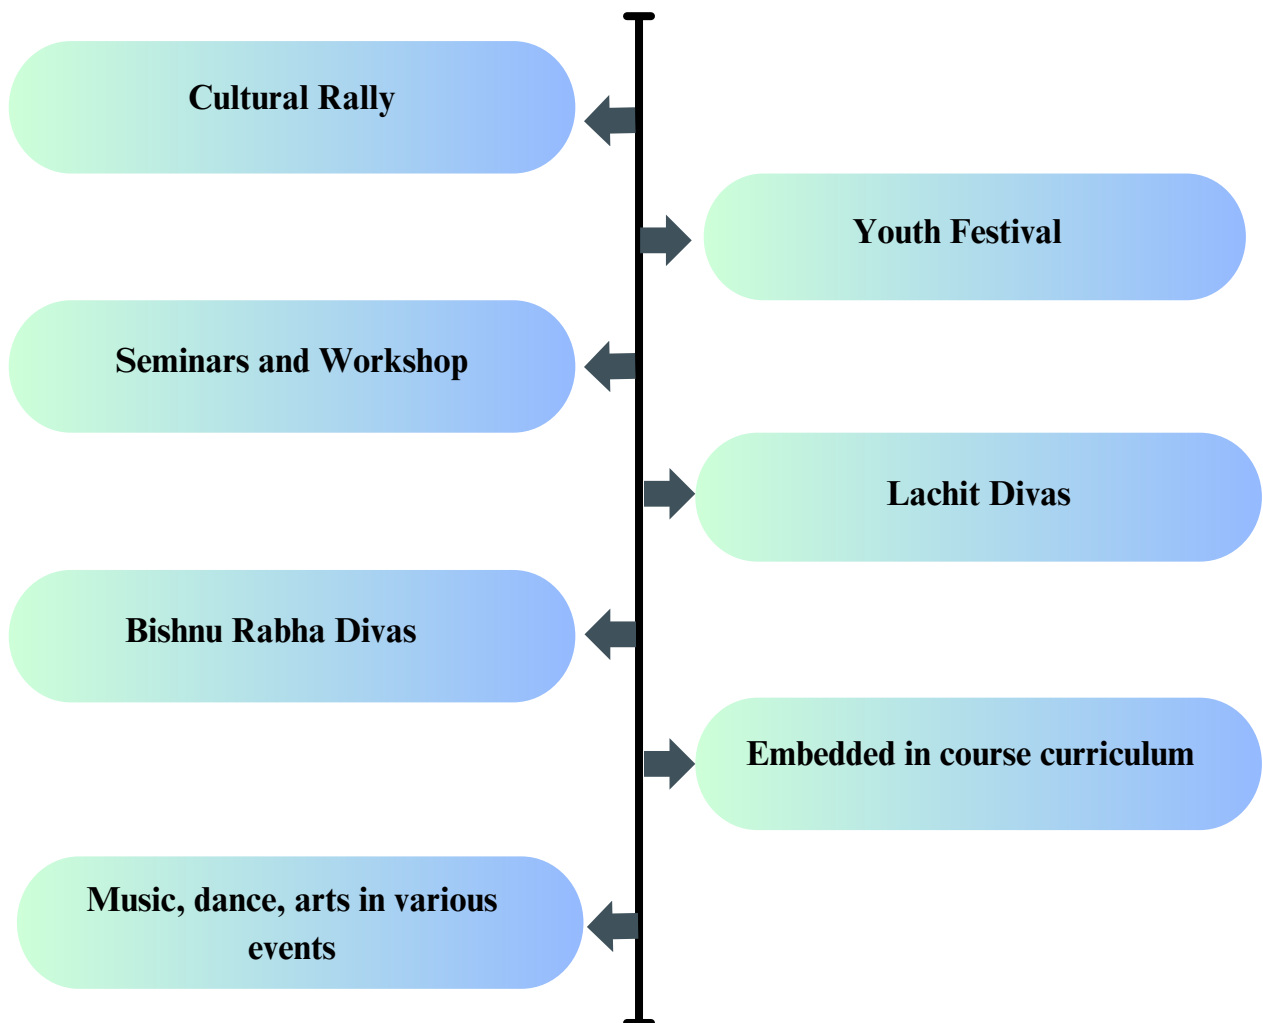 Cultural Rally
Youth Festival
Seminars and Workshop
Lachit Divas
Bishnu Rabha Divas
Embedded in course curriculum
Music, dance, arts in various
events